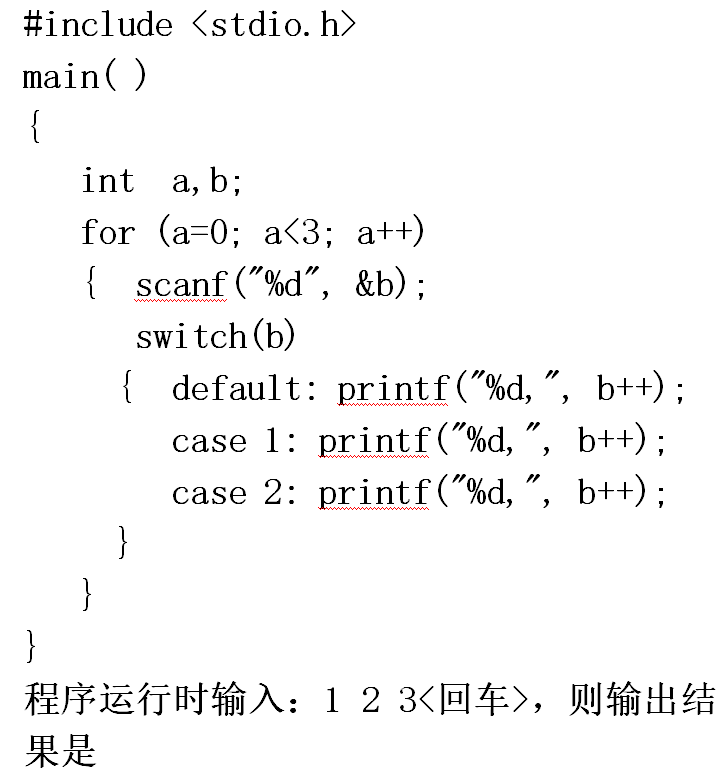 #include <stdio.h>
main( )
{
int a,b;
for (a=0; a<3; a++)
{ scanf("%d", &b);
switch(b)
{ default: printf("%d,", b++);
case 1: printf("%d,", b++);
case 2: printf("%d,", b++);
}
}
}
程序运行时输入：1 2 3<回车>，则输出结
果是